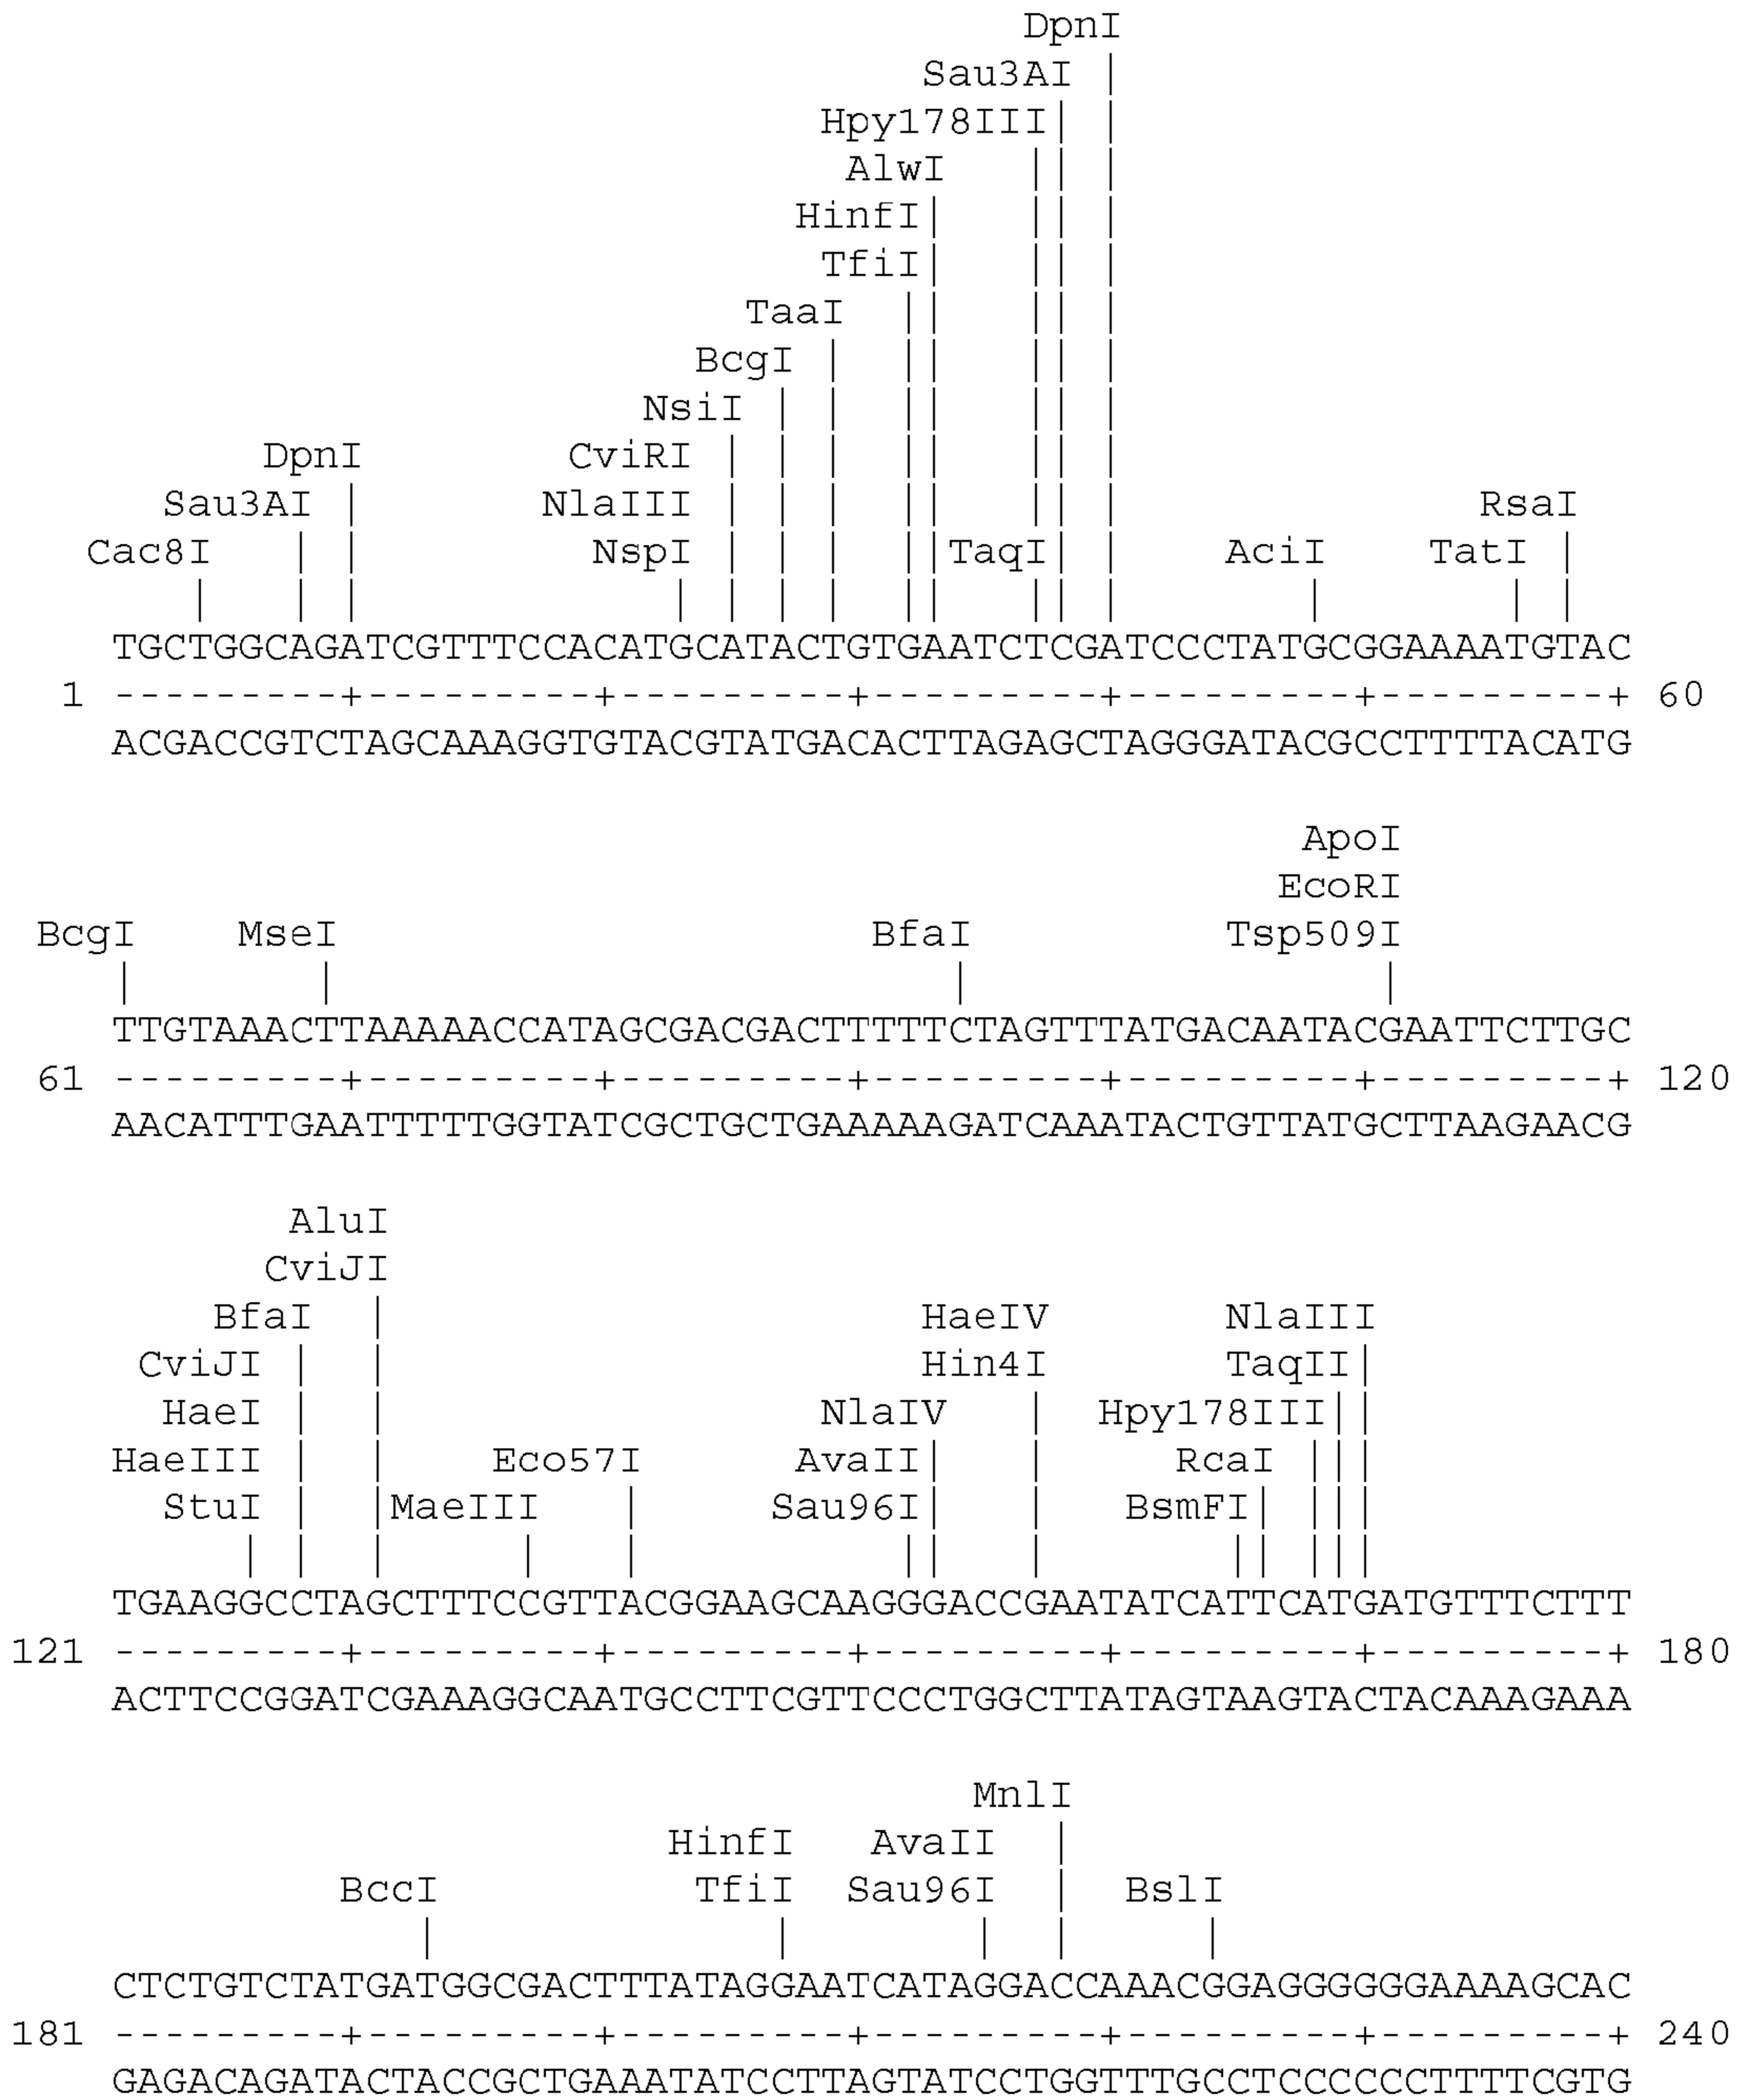 DpnI
Sau3AI |
Hpy178III| |
AlwI || |
HinfI| || |
TfiI| || |
TaaI || || |
BcgI | || || |
NsiI | | || || |
DpnI CviRI | | | || || |
Sau3AI | NlaIII | | | || || | RsaI
Cac8I | | NspI | | | || TaqI|| | AciI TatI |
| | | | | | | || || | | | |
TGCTGGCAGATCGTTTCCACATGCATACTGTGAATCTCGATCCCTATGCGGAAAATGTAC
1 ---------+---------+---------+---------+---------+---------+ 60
ACGACCGTCTAGCAAAGGTGTACGTATGACACTTAGAGCTAGGGATACGCCTTTTACATG
ApoI
EcoRI
BcgI MseI BfaI Tsp509I
| | | |
TTGTAAACTTAAAAACCATAGCGACGACTTTTTCTAGTTTATGACAATACGAATTCTTGC
61 ---------+---------+---------+---------+---------+---------+ 120
AACATTTGAATTTTTGGTATCGCTGCTGAAAAAGATCAAATACTGTTATGCTTAAGAACG
AluI
CviJI
BfaI | HaeIV NlaIII
CviJI | | Hin4I TaqII|
HaeI | | NlaIV | Hpy178III||
HaeIII | | Eco57I AvaII| | RcaI |||
StuI | |MaeIII | Sau96I| | BsmFI| |||
| | | | | || | || |||
TGAAGGCCTAGCTTTCCGTTACGGAAGCAAGGGACCGAATATCATTCATGATGTTTCTTT
121 ---------+---------+---------+---------+---------+---------+ 180
ACTTCCGGATCGAAAGGCAATGCCTTCGTTCCCTGGCTTATAGTAAGTACTACAAAGAAA
MnlI
HinfI AvaII |
BccI TfiI Sau96I | BslI
| | | | |
CTCTGTCTATGATGGCGACTTTATAGGAATCATAGGACCAAACGGAGGGGGGAAAAGCAC
181 ---------+---------+---------+---------+---------+---------+ 240
GAGACAGATACTACCGCTGAAATATCCTTAGTATCCTGGTTTGCCTCCCCCCTTTTCGTG